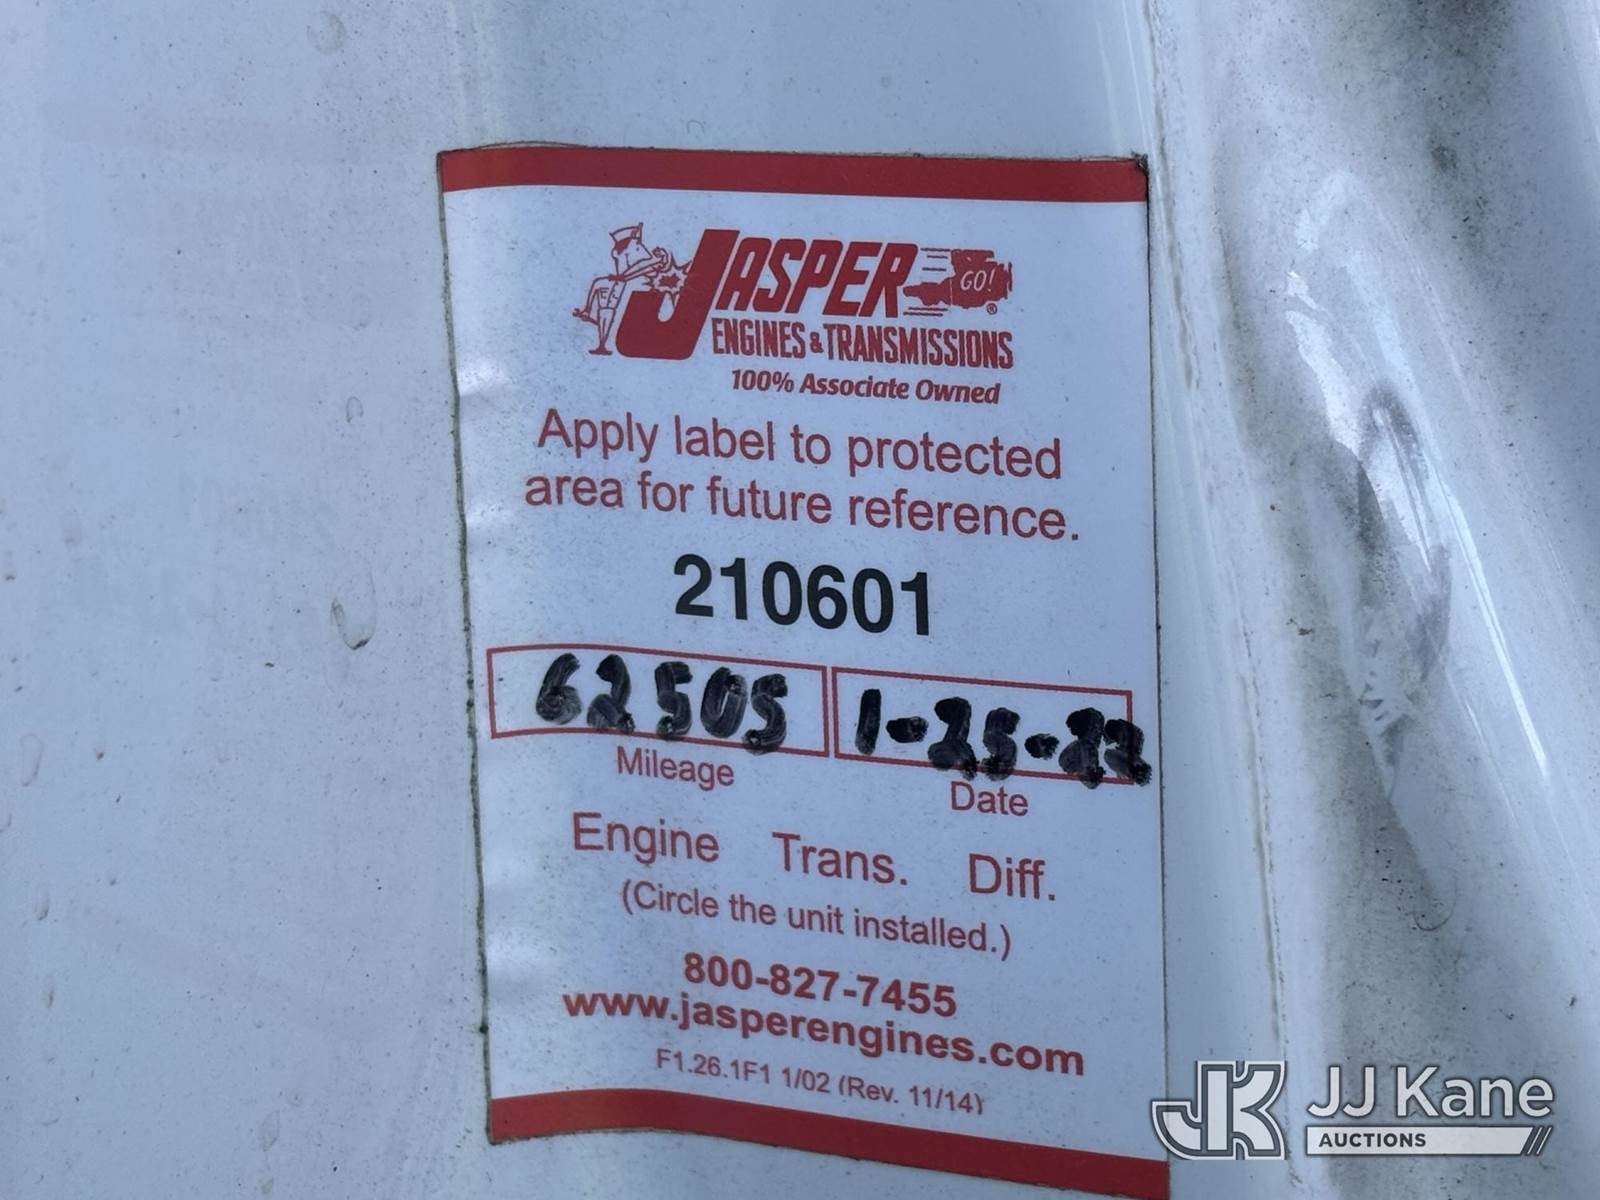 JASPER GO! ®
ENGINES & TRANSMISSIONS
100% Associate Owned
Apply label to protected
area for future reference.
210601
62505 1-25-22
Mileage Date
Engine Trans. Diff.
(Circle the unit installed.)
800-827-7455
www.jasperengines.com
F1.26.1F1 1/02 (Rev. 11/14)
JK JJ Kane
AUCTIONS